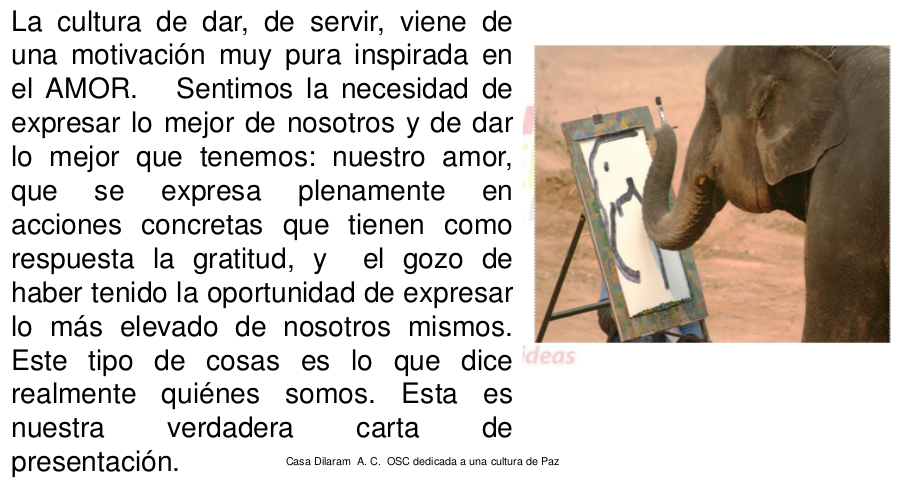 La cultura de dar, de servir, viene de
una motivación muy pura inspirada en
el AMOR. Sentimos la necesidad de
expresar lo mejor de nosotros y de dar
lo mejor que tenemos: nuestro amor,
que se expresa plenamente en
acciones concretas que tienen como
respuesta la gratitud, y el gozo de
haber tenido la oportunidad de expresar
lo más elevado de nosotros mismos.
Este tipo de cosas es lo que dice
realmente quiénes somos. Esta es
nuestra verdadera carta de
presentación.
ideas
Casa Dilaram A. C. OSC dedicada a una cultura de Paz